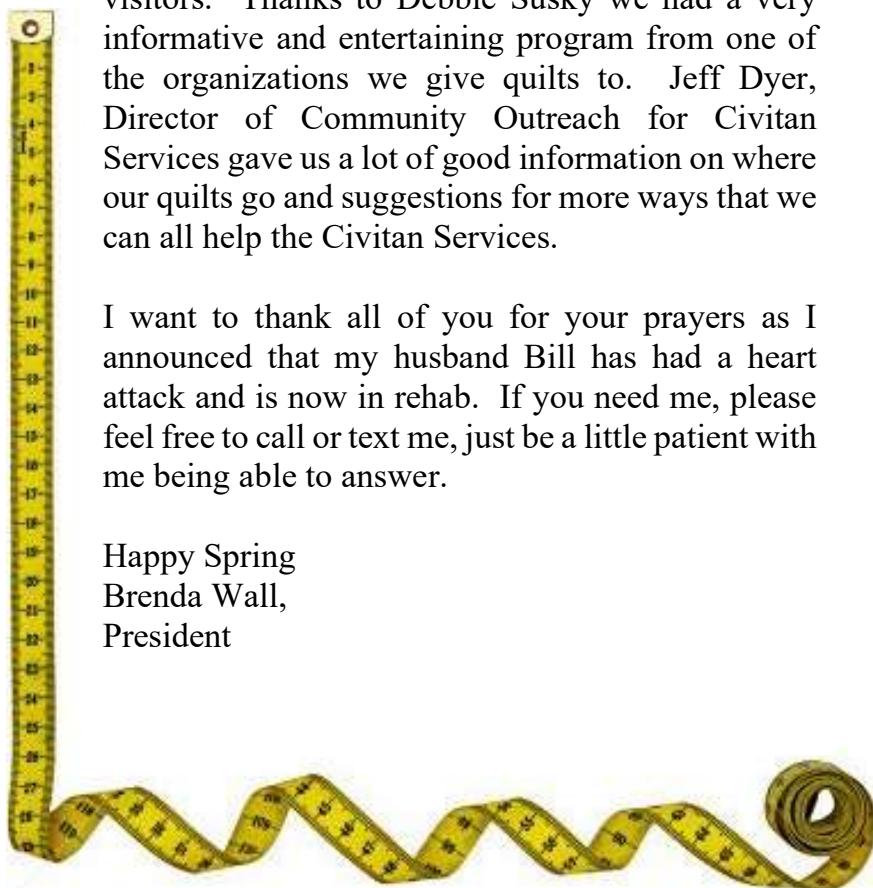 visitors. Thanks to Debbie Susky we had a very
informative and entertaining program from one of
the organizations we give quilts to. Jeff Dyer,
Director of Community Outreach for Civitan
Services gave us a lot of good information on where
our quilts go and suggestions for more ways that we
can all help the Civitan Services.
I want to thank all of you for your prayers as I
announced that my husband Bill has had a heart
attack and is now in rehab. If you need me, please
feel free to call or text me, just be a little patient with
me being able to answer.
Happy Spring
Brenda Wall,
President